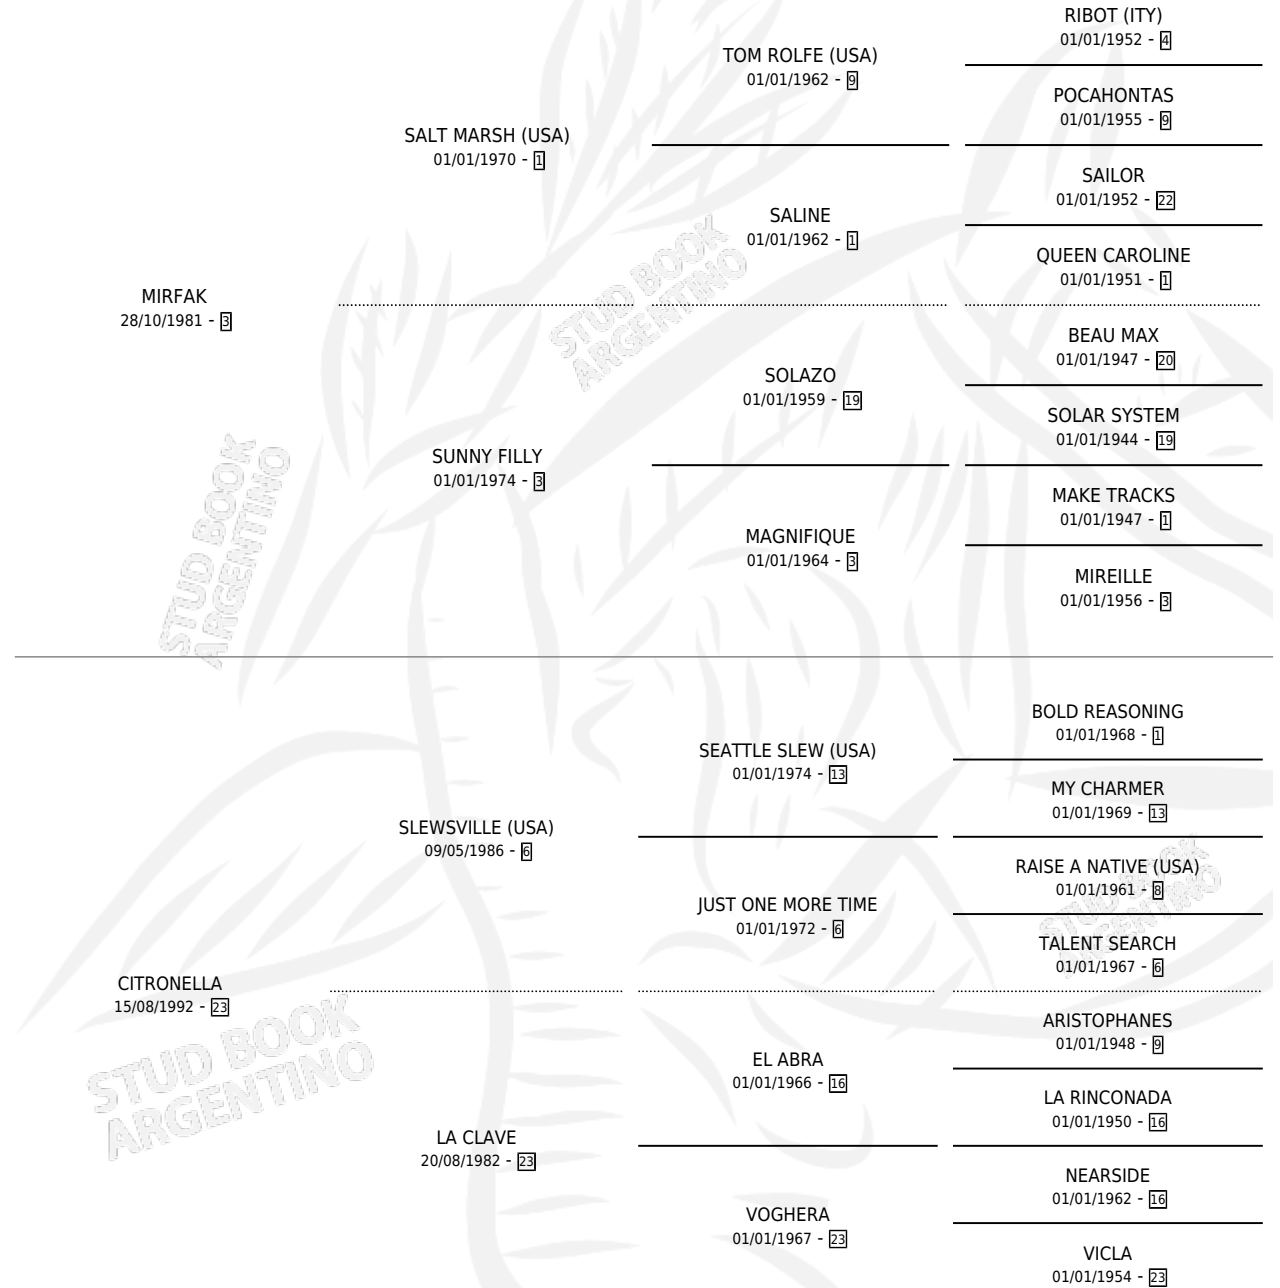 RIBOT (ITY)
01/01/1952 - 4
TOM ROLFE (USA)
01/01/1962 - 9
POCAHONTAS
01/01/1955 - 9
SALT MARSH (USA)
01/01/1970 - 1
SAILOR
01/01/1952 - 22
SALINE
01/01/1962 - 1
QUEEN CAROLINE
01/01/1951 - 1
MIRFAK
28/10/1981 - 3
BEAU MAX
01/01/1947 - 20
SOLAZO
01/01/1959 - 19
SOLAR SYSTEM
01/01/1944 - 19
SUNNY FILLY
01/01/1974 - 3
MAKE TRACKS
01/01/1947 - 1
MAGNIFIQUE
01/01/1964 - 3
MIREILLE
01/01/1956 - 3
BOLD REASONING
01/01/1968 - 1
SEATTLE SLEW (USA)
01/01/1974 - 13
MY CHARMER
01/01/1969 - 13
SLEWSVILLE (USA)
09/05/1986 - 6
RAISE A NATIVE (USA)
01/01/1961 - 8
JUST ONE MORE TIME
01/01/1972 - 6
TALENT SEARCH
01/01/1967 - 6
CITRONELLA
15/08/1992 - 23
ARISTOPHANES
01/01/1948 - 9
EL ABRA
01/01/1966 - 16
LA RINCONADA
01/01/1950 - 16
LA CLAVE
20/08/1982 - 23
NEARSIDE
01/01/1962 - 16
VOGHERA
01/01/1967 - 23
VICLA
01/01/1954 - 23
STUD BOOK
ARGENTINO
STUD BOOK
ARGENTINO
STUD BOOK
ARGENTINO
STUD BOOK
ARGENTINO